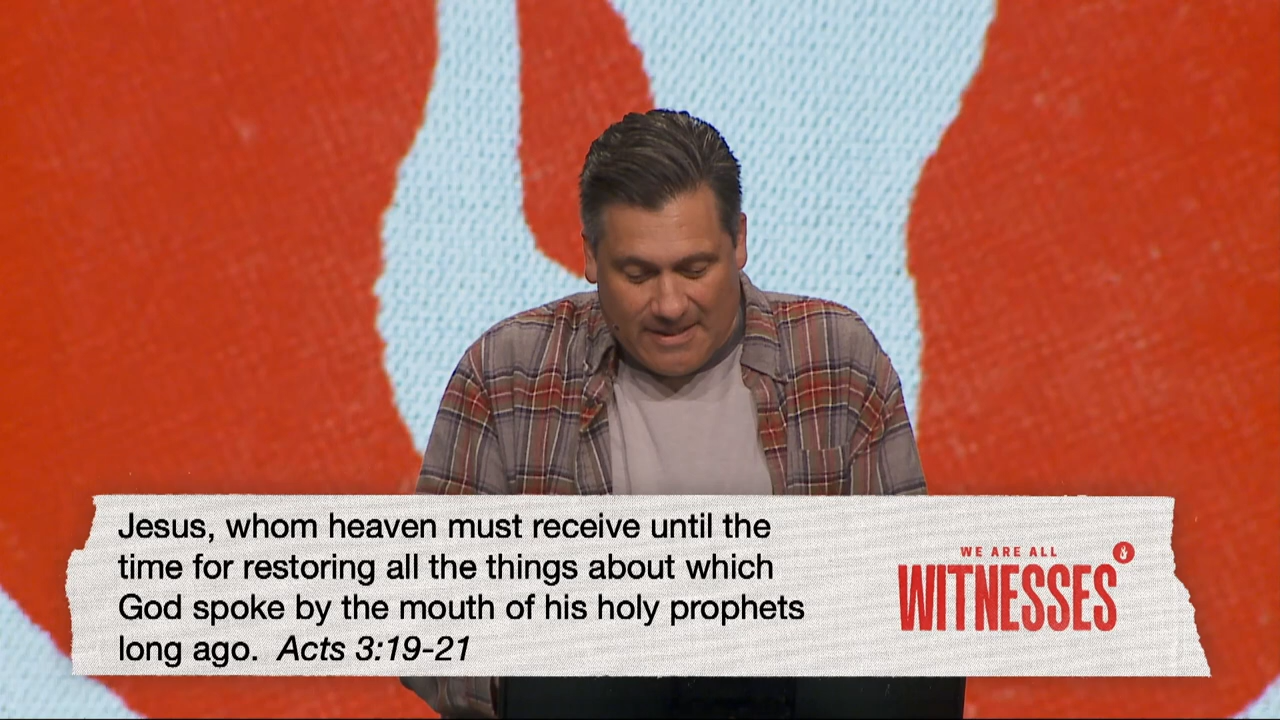 Jesus, whom heaven must receive until the
time for restoring all the things about which
God spoke by the mouth of his holy prophets
long ago. Acts 3:19-21
WE ARE ALL
WITNESSES